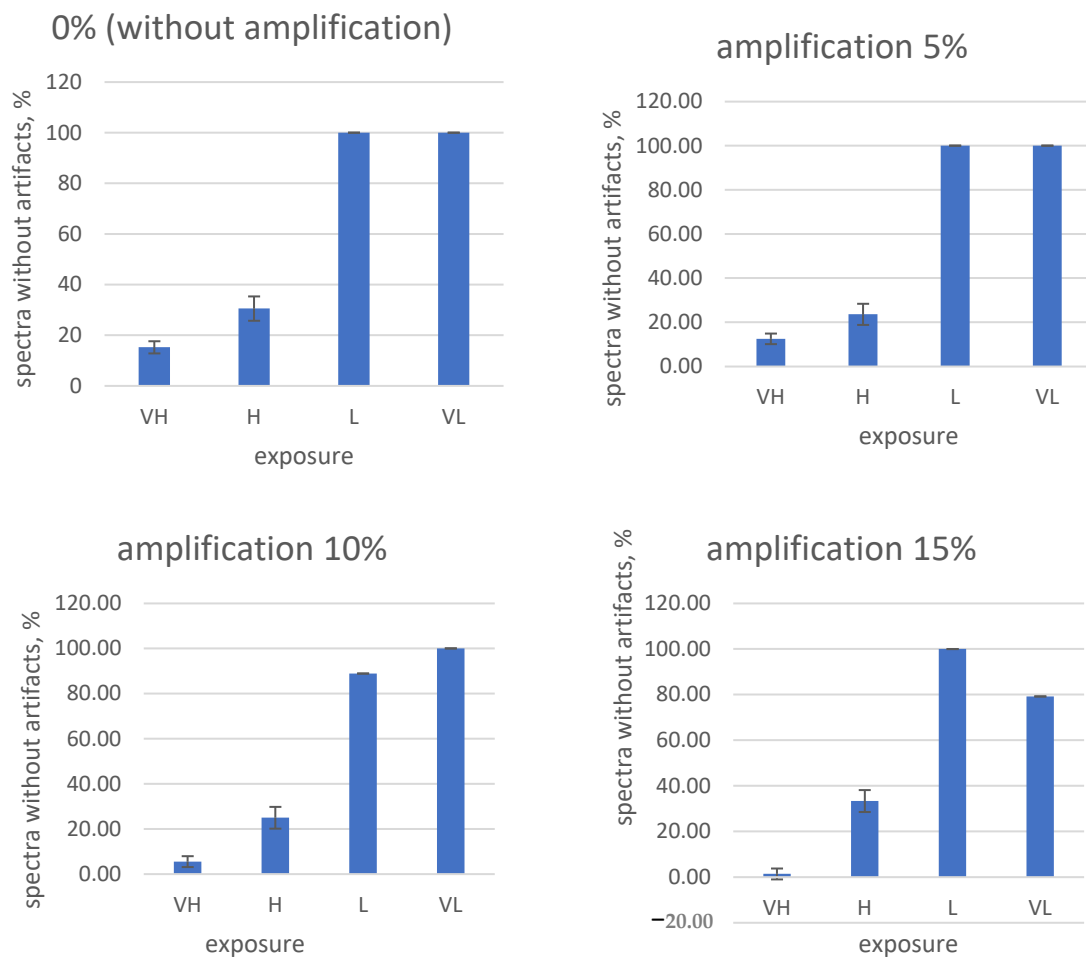 0% (without amplification)
spectra without artifacts, %
120
100
80
60
40
20
0
VH H L VL
exposure
amplification 5%
spectra without artifacts, %
120.00
100.00
80.00
60.00
40.00
20.00
0.00
VH H L VL
exposure
amplification 10%
spectra without artifacts, %
120.00
100.00
80.00
60.00
40.00
20.00
0.00
VH H L VL
exposure
amplification 15%
spectra without artifacts, %
120.00
100.00
80.00
60.00
40.00
20.00
0.00
−20.00
VH H L VL
exposure